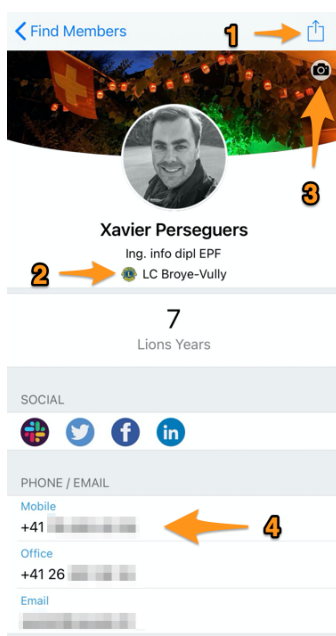 Find Members
1
3
Xavier Perseguers
Ing. info dipl EPF
2
LC Broye-Vully
7
Lions Years
SOCIAL
in
PHONE / EMAIL
Mobile
+41
4
Office
+41 26
Email